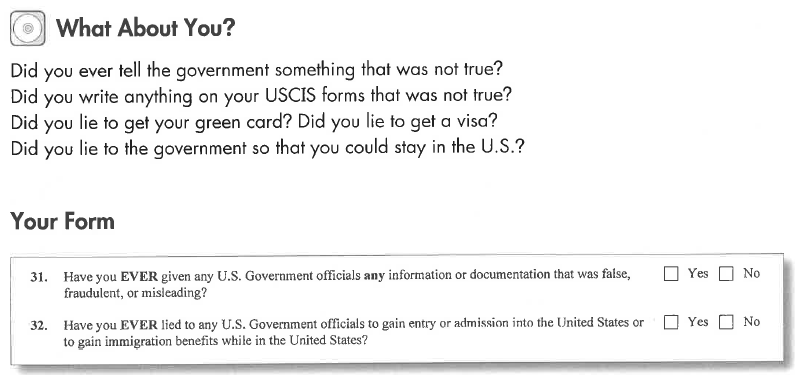 What About You?
Did you ever tell the government something that was not true?
Did you write anything on your USCIS forms that was not true?
Did you lie to get your green card? Did you lie to get a visa?
Did you lie to the government so that you could stay in the U.S.?
Your Form
31. Have you EVER given any U.S. Government officials any information or documentation that was false, Yes No
fraudulent, or misleading?
32. Have you EVER lied to any U.S. Government officials to gain entry or admission into the United States or Yes No
to gain immigration benefits while in the United States?